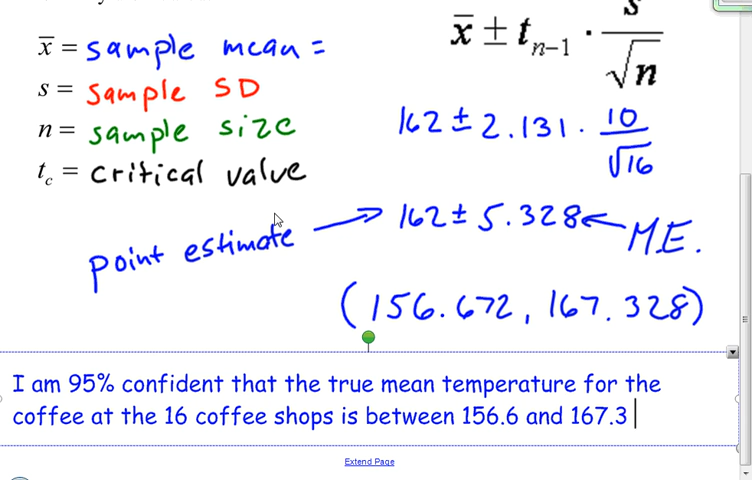 x̄ = sample mean =
s = sample SD
n = sample size
t_c = critical value
x̄ ± t_{n-1} · s/√n
162 ± 2.131 · 10/√16
point estimate → 162 ± 5.328 ← M.E.
(156.672, 167.328)
I am 95% confident that the true mean temperature for the
coffee at the 16 coffee shops is between 156.6 and 167.3
Extend Page